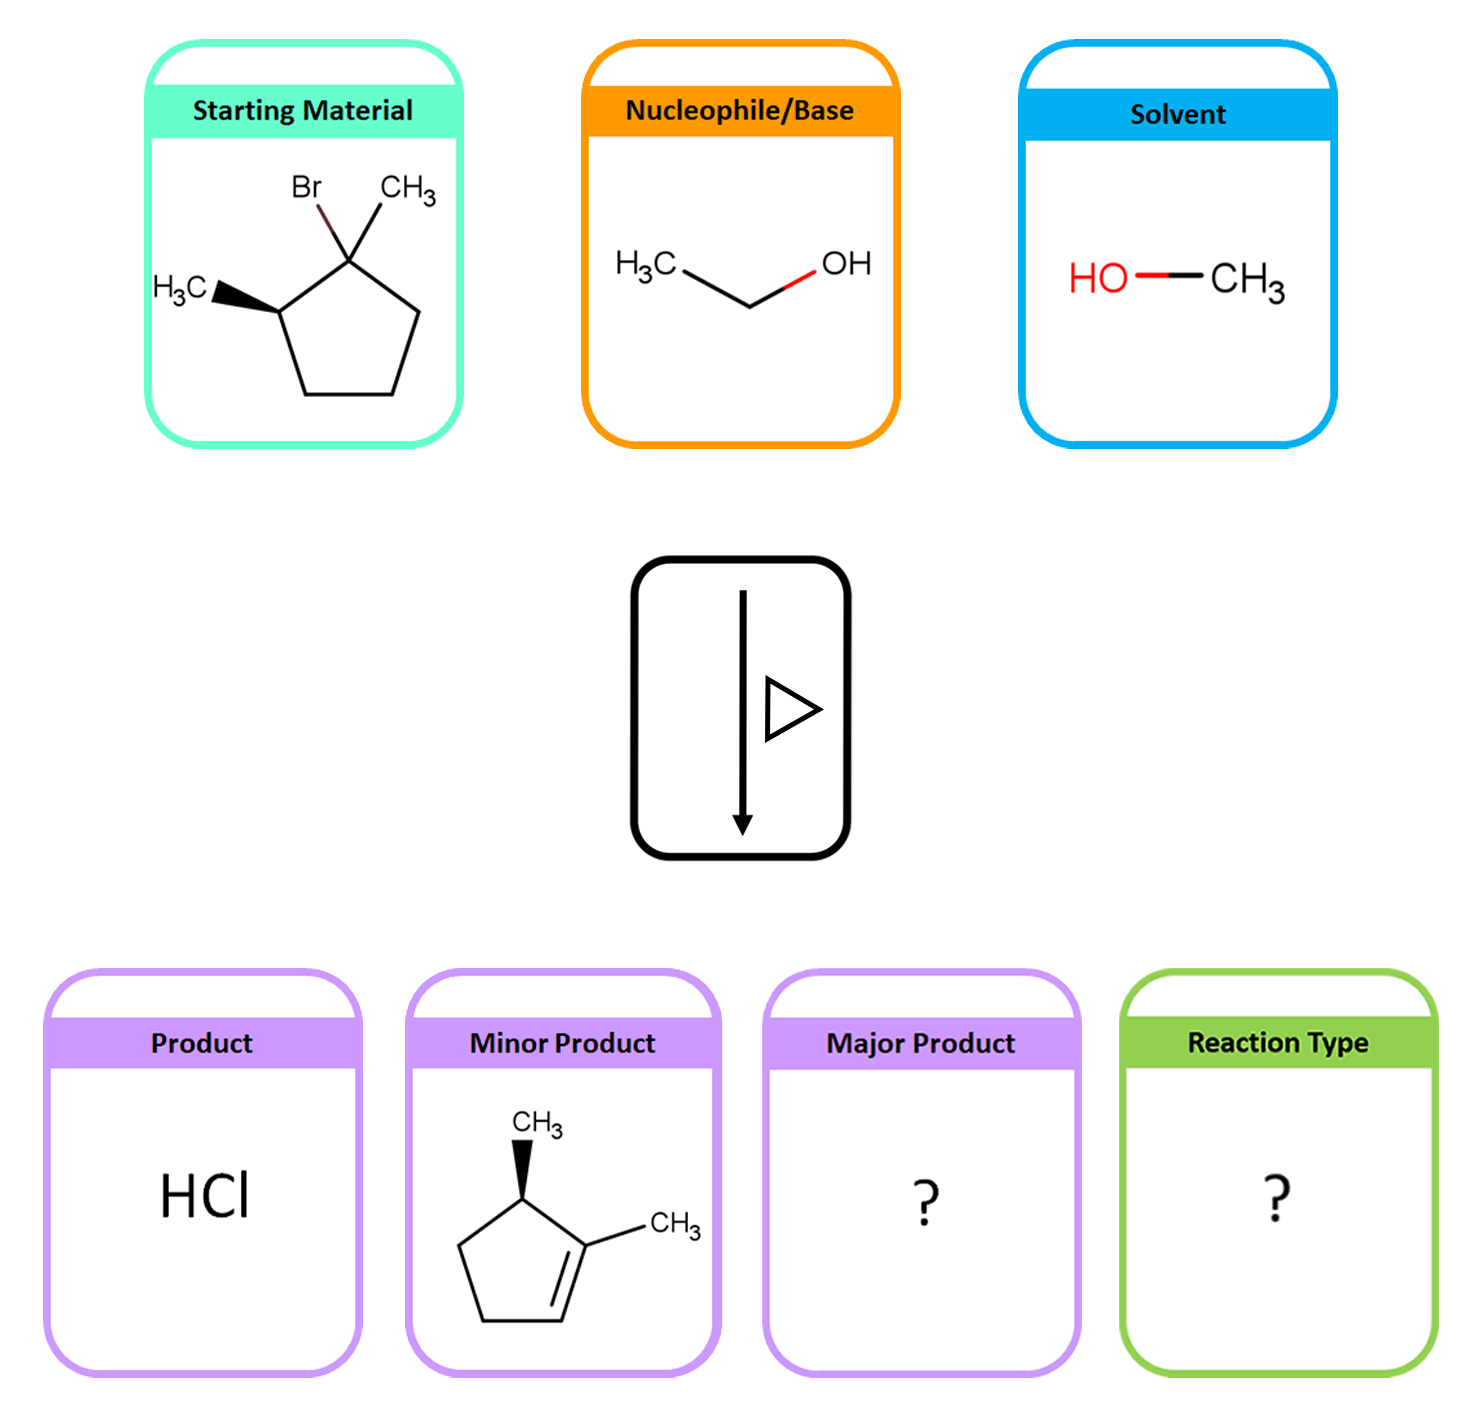 Starting Material
Br
CH3
H3C
Nucleophile/Base
H3C
OH
Solvent
HO
CH3
Product
HCl
Minor Product
CH3
CH3
Major Product
?
Reaction Type
?